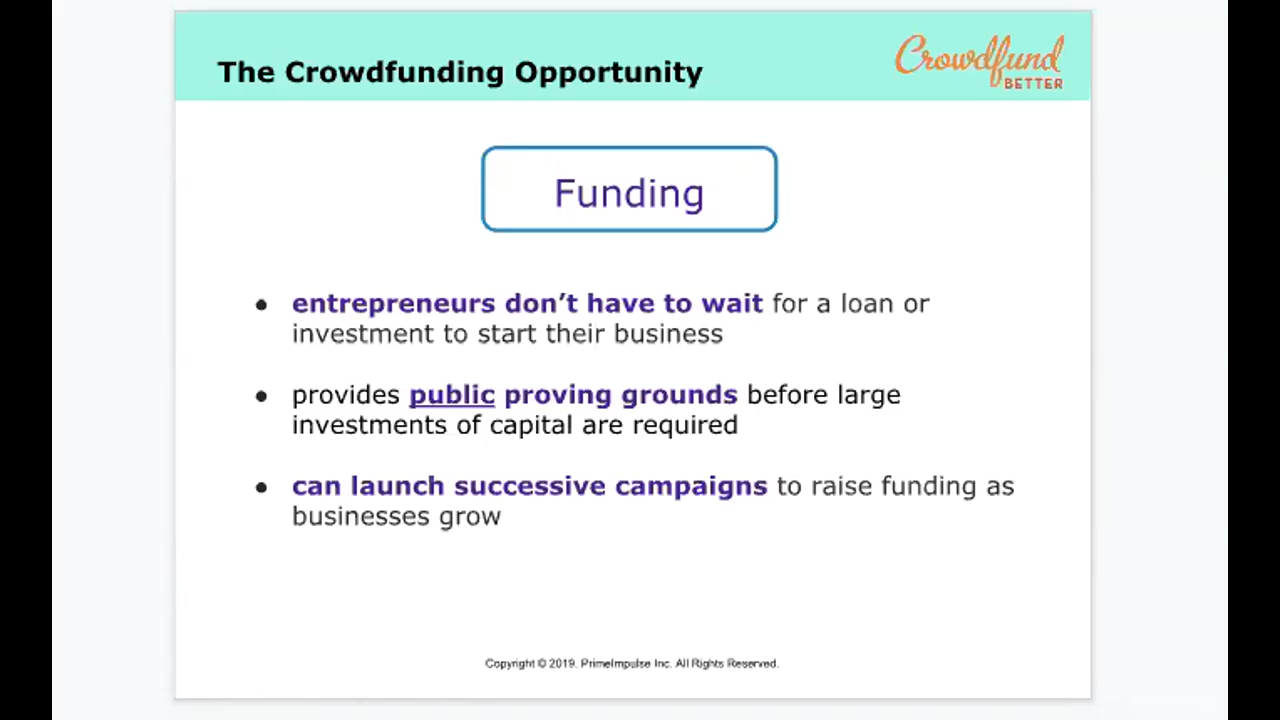 The Crowdfunding Opportunity
Crowdfund
BETTER
Funding
● entrepreneurs don’t have to wait for a loan or
investment to start their business
● provides public proving grounds before large
investments of capital are required
● can launch successive campaigns to raise funding as
businesses grow
Copyright © 2019. PrimeImpulse Inc. All Rights Reserved.